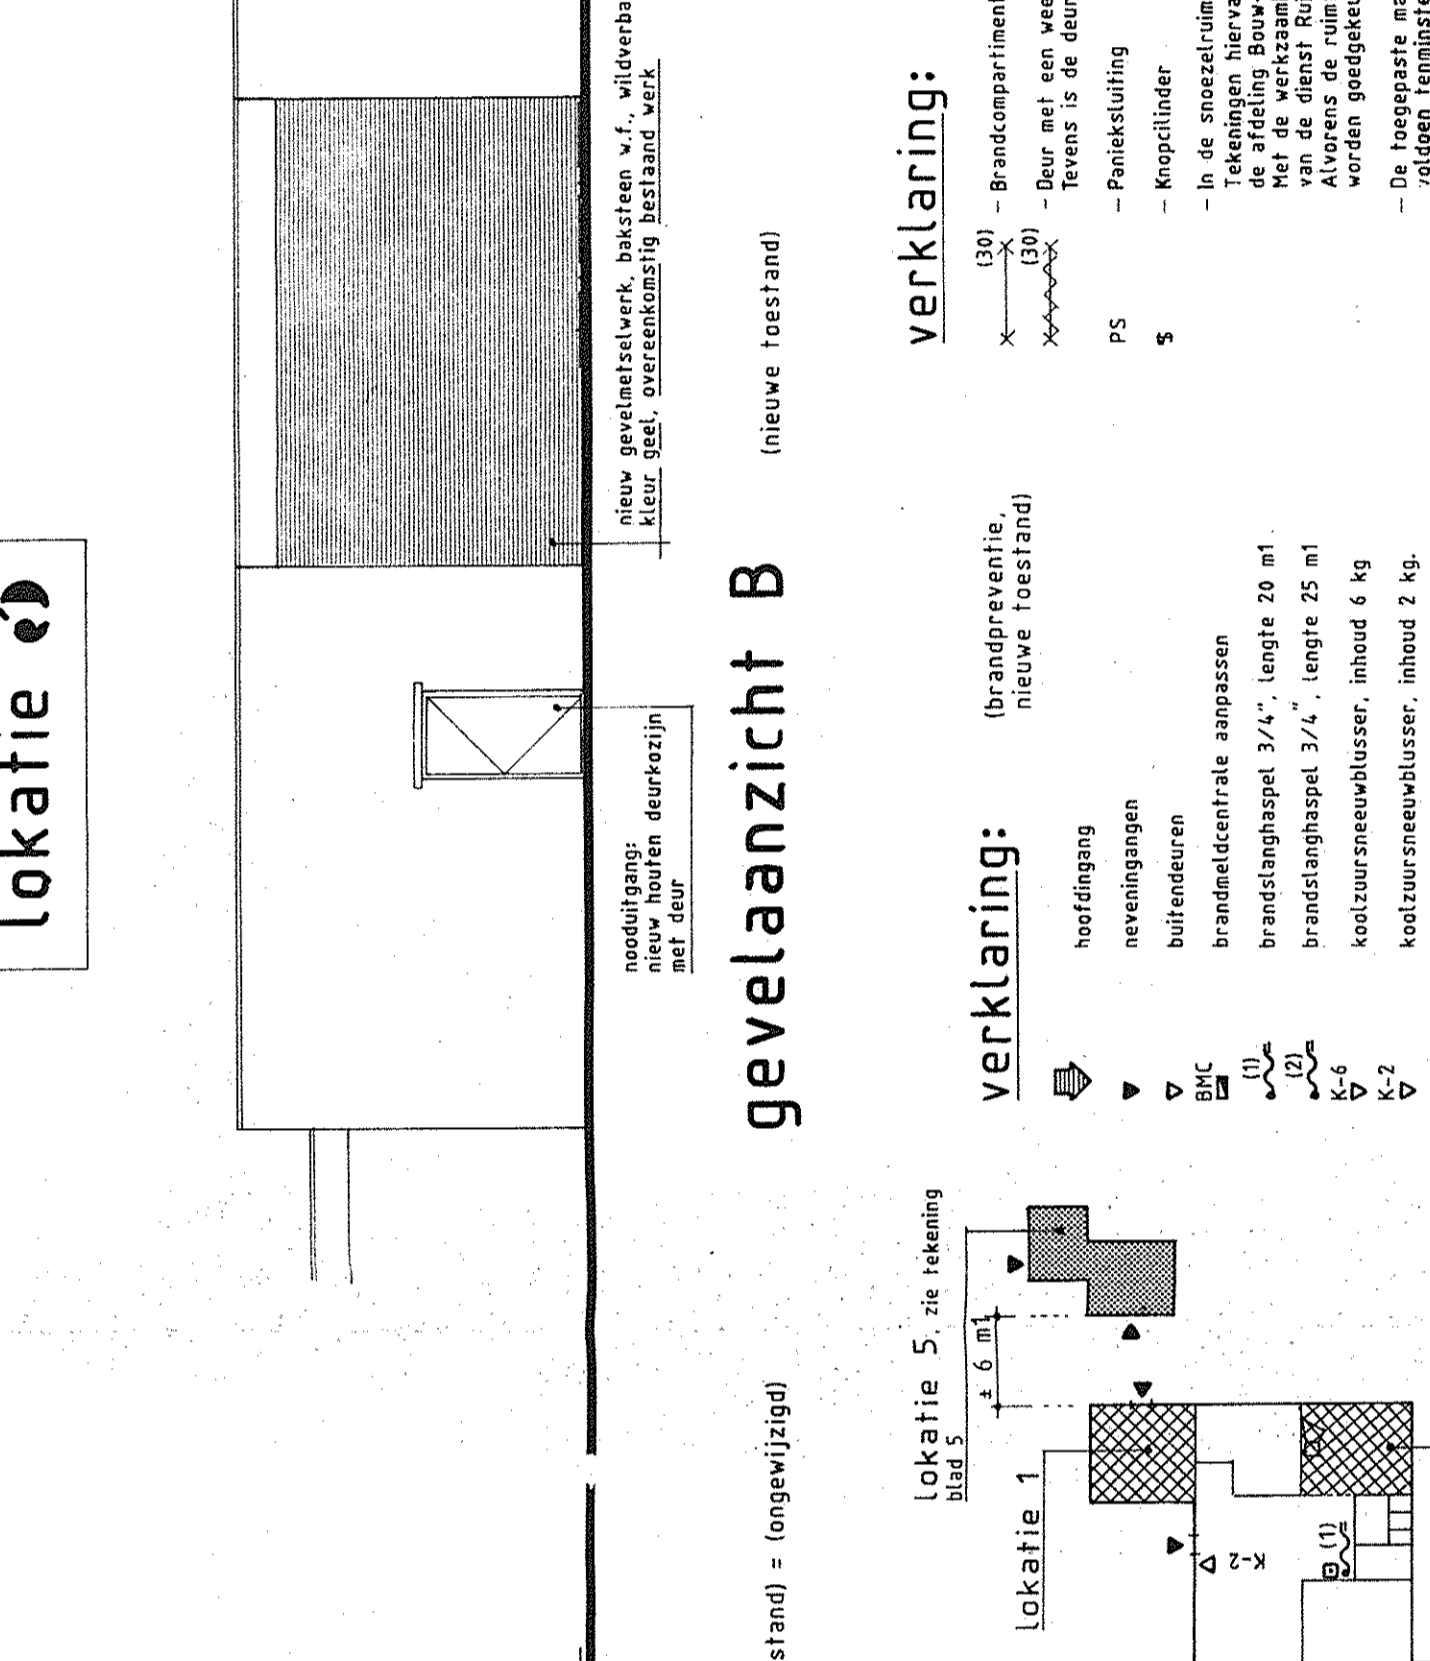 lokatie
nieuw gevelmetselwerk, baksteen w.f., wildverba
kleur geel, overeenkomstig bestaand werk
nooduitgang:
nieuw houten deurkozijn
met deur
gevelaanzicht B
(nieuwe toestand)
stand) = (ongewijzigd)
verklaring:
(30)
- Brandcompartiment
(30)
- Deur met een wee
Tevens is de deur
PS
- Panieksluiting
$
- Knopcilinder
- In de snoezelruim
Tekeningen hierva
de afdeling Bouw-
Met de werkzaam
van de dienst Rui
Alvorens de ruim
worden goedgekeu
- De toegepaste ma
voldoen tenminste
verklaring:
(brandpreventie,
nieuwe toestand)
hoofdingang
neveningangen
buitendeuren
BMC
brandmeldcentrale aanpassen
(1)
brandslanghaspel 3/4", lengte 20 m1
(2)
brandslanghaspel 3/4", lengte 25 m1
K-6
koolzuursneeuwblusser, inhoud 6 kg
K-2
koolzuursneeuwblusser, inhoud 2 kg.
lokatie 5, zie tekening
blad 5
± 6 m1
lokatie 1
K-2
(1)